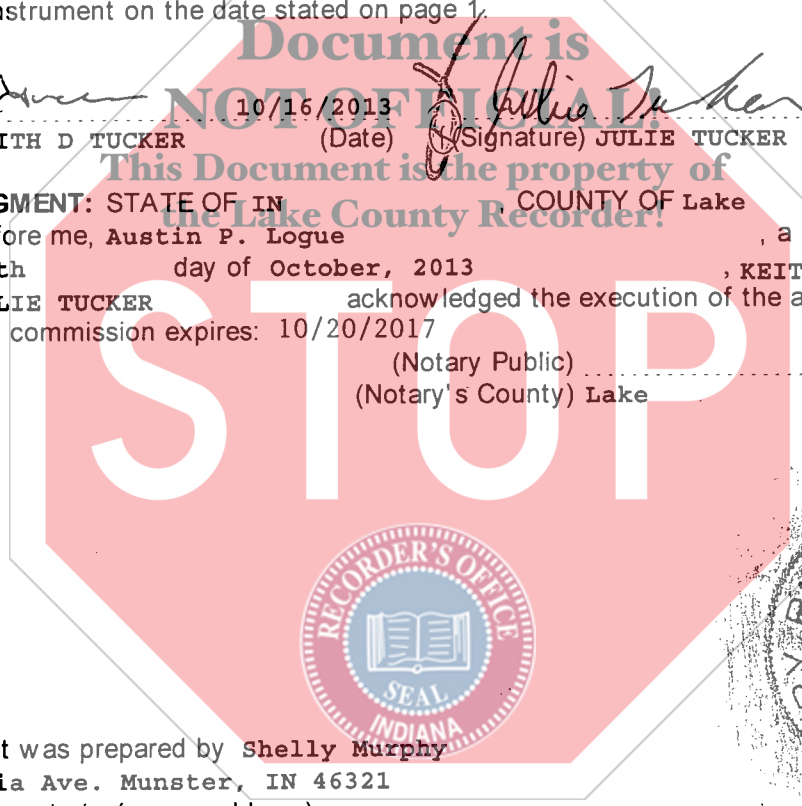 nstrument on the date stated on page 1.
Document is
NOT OFFICIAL!
10/16/2013 Julie Tucker
ITH D TUCKER (Date) (Signature) JULIE TUCKER
This Document is the property of
GMENT: STATE OF IN , COUNTY OF Lake
the Lake County Recorder!
ore me, Austin P. Logue , a
th day of October, 2013 , KEIT
LIE TUCKER acknowledged the execution of the a
commission expires: 10/20/2017
(Notary Public)
(Notary's County) Lake
STOP
RECORDER'S OFFICE
SEAL
INDIANA
t was prepared by Shelly Murphy
ia Ave. Munster, IN 46321